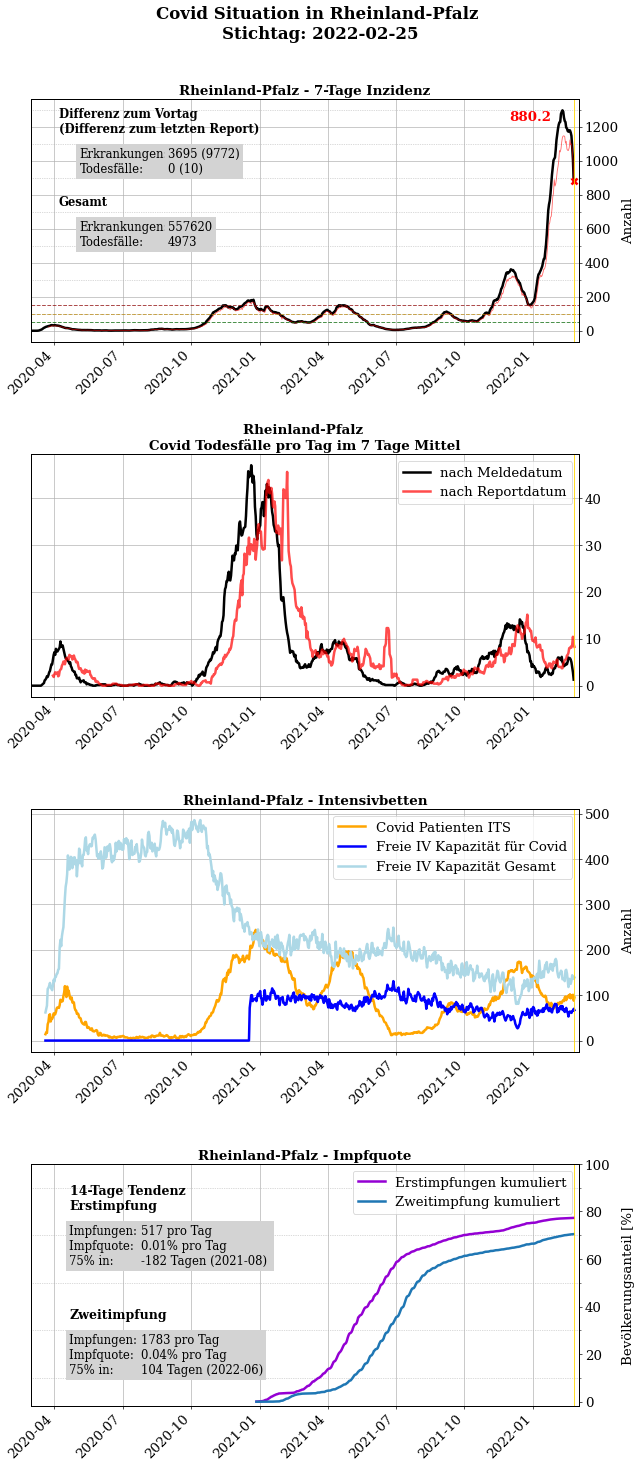 Covid Situation in Rheinland-Pfalz
Stichtag: 2022-02-25
Rheinland-Pfalz - 7-Tage Inzidenz
Differenz zum Vortag
(Differenz zum letzten Report)
Erkrankungen 3695 (9772)
Todesfälle: 0 (10)
Gesamt
Erkrankungen 557620
Todesfälle: 4973
880.2
1200
1000
800
600
400
200
0
Anzahl
2020-04
2020-07
2020-10
2021-01
2021-04
2021-07
2021-10
2022-01
Rheinland-Pfalz
Covid Todesfälle pro Tag im 7 Tage Mittel
nach Meldedatum
nach Reportdatum
40
30
20
10
0
2020-04
2020-07
2020-10
2021-01
2021-04
2021-07
2021-10
2022-01
Rheinland-Pfalz - Intensivbetten
Covid Patienten ITS
Freie IV Kapazität für Covid
Freie IV Kapazität Gesamt
500
400
300
200
100
0
Anzahl
2020-04
2020-07
2020-10
2021-01
2021-04
2021-07
2021-10
2022-01
Rheinland-Pfalz - Impfquote
14-Tage Tendenz
Erstimpfung
Impfungen: 517 pro Tag
Impfquote: 0.01% pro Tag
75% in: -182 Tagen (2021-08)
Zweitimpfung
Impfungen: 1783 pro Tag
Impfquote: 0.04% pro Tag
75% in: 104 Tagen (2022-06)
Erstimpfungen kumuliert
Zweitimpfung kumuliert
100
80
60
40
20
0
Bevölkerungsanteil [%]
2020-04
2020-07
2020-10
2021-01
2021-04
2021-07
2021-10
2022-01